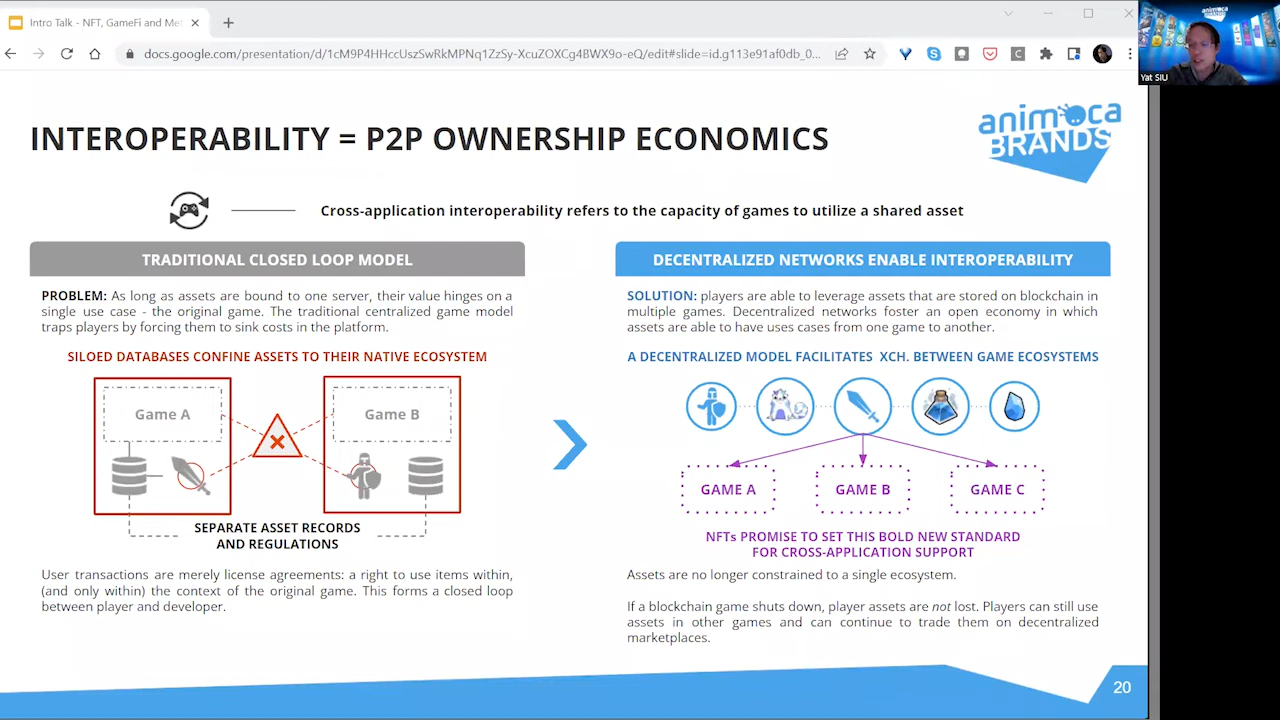 Intro Talk - NFT, GameFi and Met
docs.google.com/presentation/d/1cM9P4HHccUszSwRMAPNq1ZzSv-XcuZOXCg4BWX9o-eQ/edit#slide=id.g113e91af0db_0...
animoca
BRANDS
Yat SIU
INTEROPERABILITY = P2P OWNERSHIP ECONOMICS
animoca
BRANDS
Cross-application interoperability refers to the capacity of games to utilize a shared asset
TRADITIONAL CLOSED LOOP MODEL
PROBLEM: As long as assets are bound to one server, their value hinges on a
single use case - the original game. The traditional centralized game model
traps players by forcing them to sink costs in the platform.
SILOED DATABASES CONFINE ASSETS TO THEIR NATIVE ECOSYSTEM
Game A
Game B
SEPARATE ASSET RECORDS
AND REGULATIONS
User transactions are merely license agreements: a right to use items within,
(and only within) the context of the original game. This forms a closed loop
between player and developer.
DECENTRALIZED NETWORKS ENABLE INTEROPERABILITY
SOLUTION: players are able to leverage assets that are stored on blockchain in
multiple games. Decentralized networks foster an open economy in which
assets are able to have uses cases from one game to another.
A DECENTRALIZED MODEL FACILITATES XCH. BETWEEN GAME ECOSYSTEMS
GAME A
GAME B
GAME C
NFTs PROMISE TO SET THIS BOLD NEW STANDARD
FOR CROSS-APPLICATION SUPPORT
Assets are no longer constrained to a single ecosystem.
If a blockchain game shuts down, player assets are not lost. Players can still use
assets in other games and can continue to trade them on decentralized
marketplaces.
20